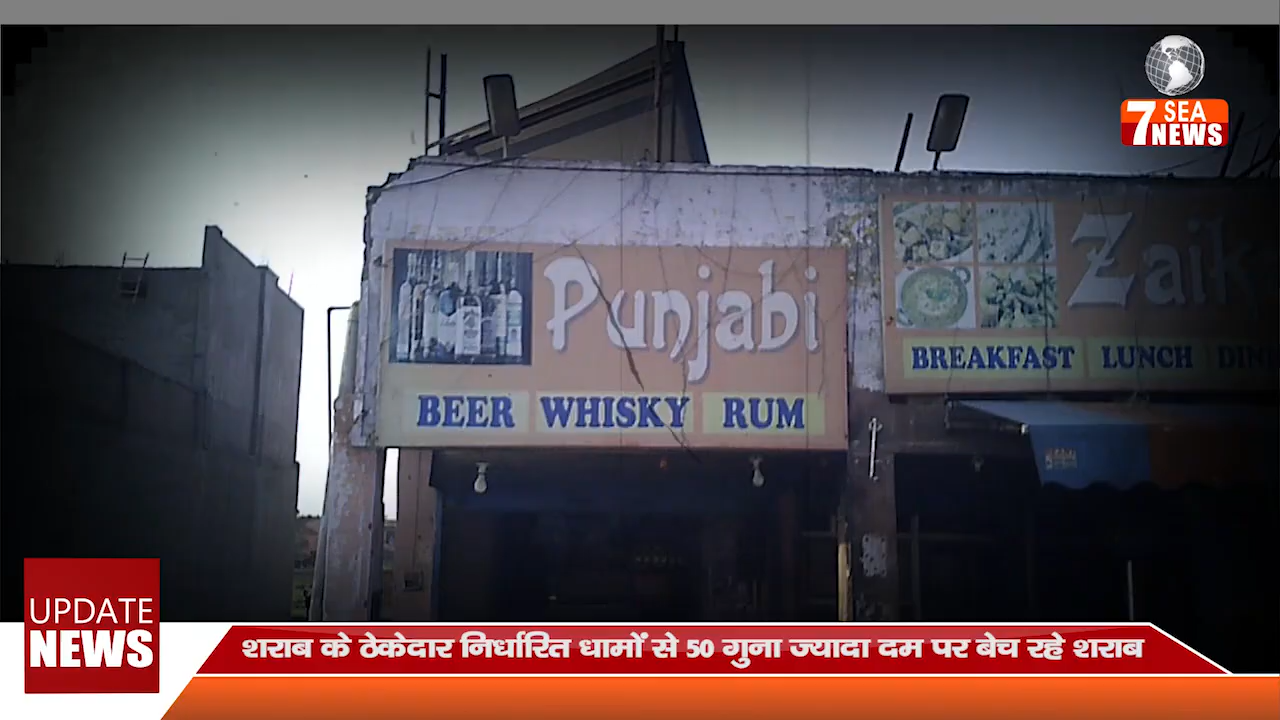 7 SEA
NEWS
Punjabi
BEER WHISKY RUM
BREAKFAST LUNCH
UPDATE
NEWS
शराब के ठेकेदार निर्धारित धामों से 50 गुना ज्यादा दम पर बेच रहे शराब